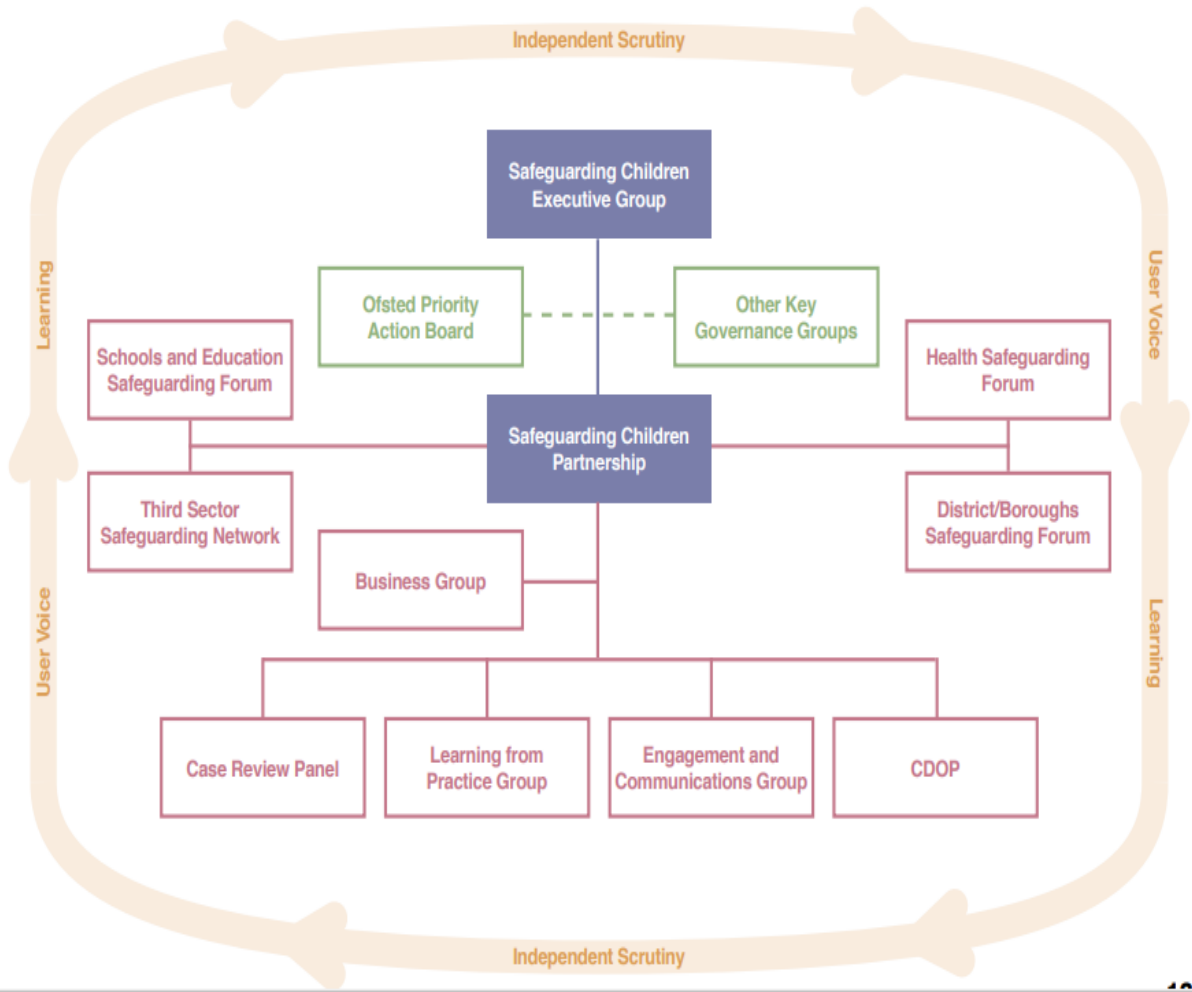 Independent Scrutiny
Safeguarding Children
Executive Group
Learning
User Voice
Ofsted Priority
Action Board
Other Key
Governance Groups
Schools and Education
Safeguarding Forum
Health Safeguarding
Forum
Safeguarding Children
Partnership
Third Sector
Safeguarding Network
District/Boroughs
Safeguarding Forum
Business Group
User Voice
Learning
Case Review Panel
Learning from
Practice Group
Engagement and
Communications Group
CDOP
Independent Scrutiny